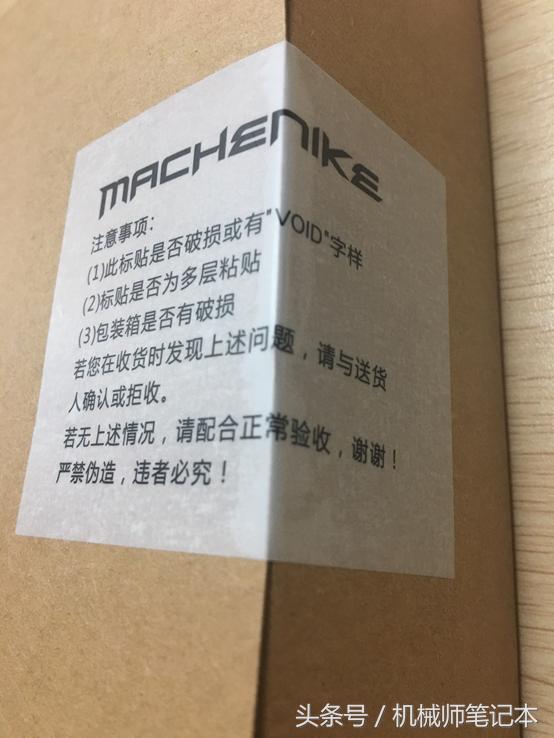 MACHENIKE
注意事项：
(1)此标贴是否破损或有"VOID"字样
(2)标贴是否为多层粘贴
(3)包装箱是否有破损
若您在收货时发现上述问题，请与送货
人确认或拒收。
若无上述情况，请配合正常验收，谢谢！
严禁伪造，违者必究！
头条号 / 机械师笔记本